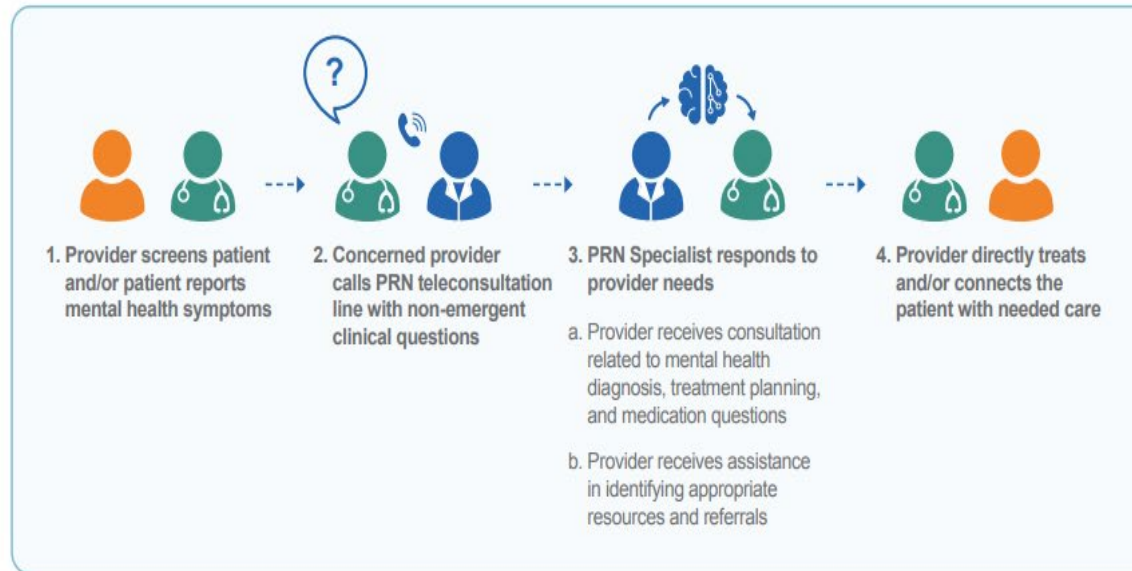 ?
1. Provider screens patient
and/or patient reports
mental health symptoms
2. Concerned provider
calls PRN teleconsultation
line with non-emergent
clinical questions
3. PRN Specialist responds to
provider needs
a. Provider receives consultation
related to mental health
diagnosis, treatment planning,
and medication questions
b. Provider receives assistance
in identifying appropriate
resources and referrals
4. Provider directly treats
and/or connects the
patient with needed care